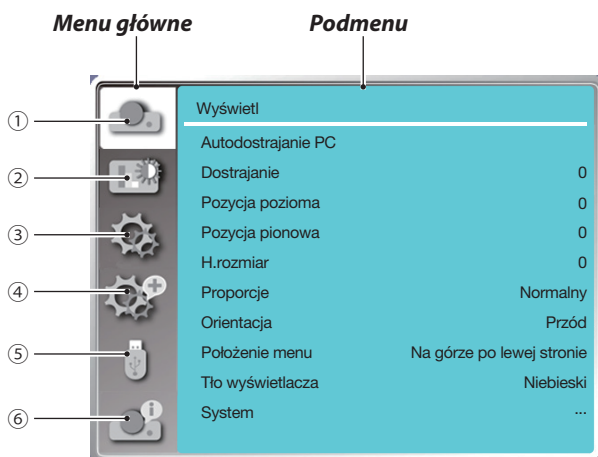 Menu główne Podmenu
① Wyświetl
Autodostrajanie PC
② Dostrajanie 0
Pozycja pozioma 0
③ Pozycja pionowa 0
H.rozmiar 0
④ Proporcje Normalny
Orientacja Przód
⑤ Położenie menu Na górze po lewej stronie
Tło wyświetlacza Niebieski
⑥ System ...